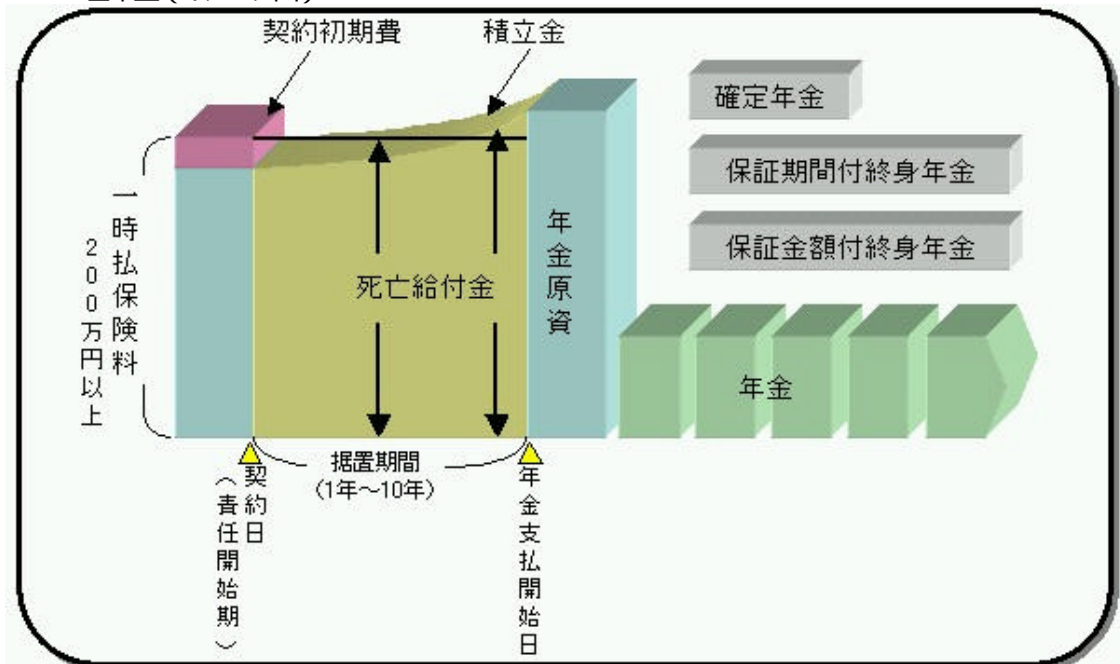 契約初期費
積立金
確定年金
保証期間付終身年金
保証金額付終身年金
一時払保険料
200万円以上
死亡給付金
年金原資
年金
据置期間
(1年～10年)
契約日
(責任開始期)
年金支払開始日